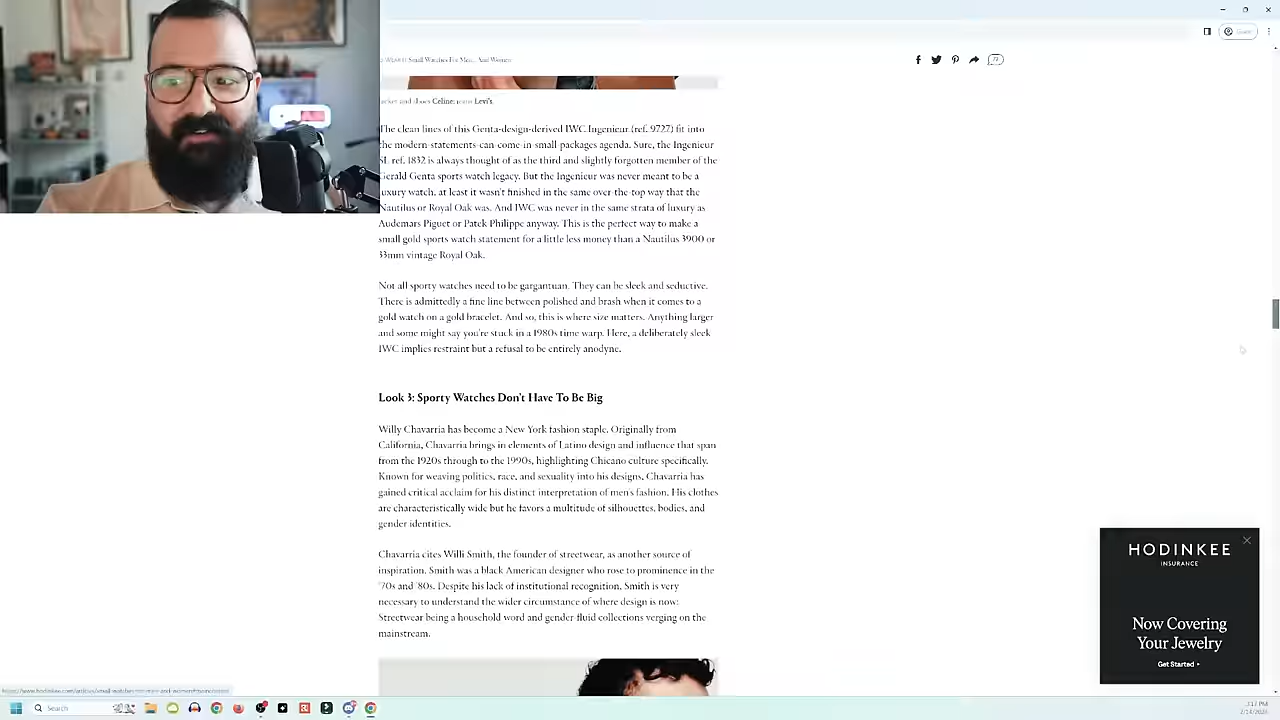 Small Watches For Men... And Women
77
Celine; jeans Levi's.
The clean lines of this Genta-design-derived IWC Ingenieur (ref. 9727) fit into
the modern-statements-can-come-in-small-packages agenda. Sure, the Ingenieur
SL ref. 1832 is always thought of as the third and slightly forgotten member of the
Gerald Genta sports watch legacy. But the Ingenieur was never meant to be a
luxury watch, at least it wasn't finished in the same over-the-top way that the
Nautilus or Royal Oak was. And IWC was never in the same strata of luxury as
Audemars Piguet or Patek Philippe anyway. This is the perfect way to make a
small gold sports watch statement for a little less money than a Nautilus 3900 or
33mm vintage Royal Oak.
Not all sporty watches need to be gargantuan. They can be sleek and seductive.
There is admittedly a fine line between polished and brash when it comes to a
gold watch on a gold bracelet. And so, this is where size matters. Anything larger
and some might say you're stuck in a 1980s time warp. Here, a deliberately sleek
IWC implies restraint but a refusal to be entirely anodyne.
Look 3: Sporty Watches Don't Have To Be Big
Willy Chavarria has become a New York fashion staple. Originally from
California, Chavarria brings in elements of Latino design and influence that span
from the 1920s through to the 1990s, highlighting Chicano culture specifically.
Known for weaving politics, race, and sexuality into his designs, Chavarria has
gained critical acclaim for his distinct interpretation of men's fashion. His clothes
are characteristically wide but he favors a multitude of silhouettes, bodies, and
gender identities.
Chavarria cites Willi Smith, the founder of streetwear, as another source of
inspiration. Smith was a black American designer who rose to prominence in the
'70s and '80s. Despite his lack of institutional recognition, Smith is very
necessary to understand the wider circumstance of where design is now:
Streetwear being a household word and gender fluid collections verging on the
mainstream.
HODINKEE
INSURANCE
Now Covering
Your Jewelry
Get Started
Search